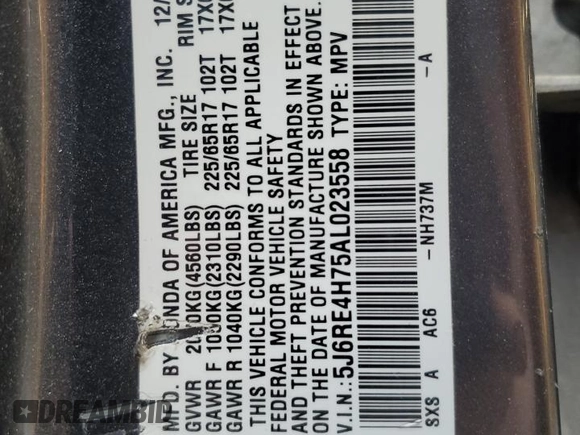 MFD. BY HONDA OF AMERICA MFG., INC. 12/
GVWR 2070KG(4560LBS) TIRE SIZE RIM S
GAWR F 1050KG(2310LBS) 225/65R17 102T 17X
GAWR R 1040KG(2290LBS) 225/65R17 102T 17X
THIS VEHICLE CONFORMS TO ALL APPLICABLE
FEDERAL MOTOR VEHICLE SAFETY
AND THEFT PREVENTION STANDARDS IN EFFECT
ON THE DATE OF MANUFACTURE SHOWN ABOVE.
V.I.N.:5J6RE4H75AL023558 TYPE: MPV
SXS A AC6 -NH737M -A
DREAMBID